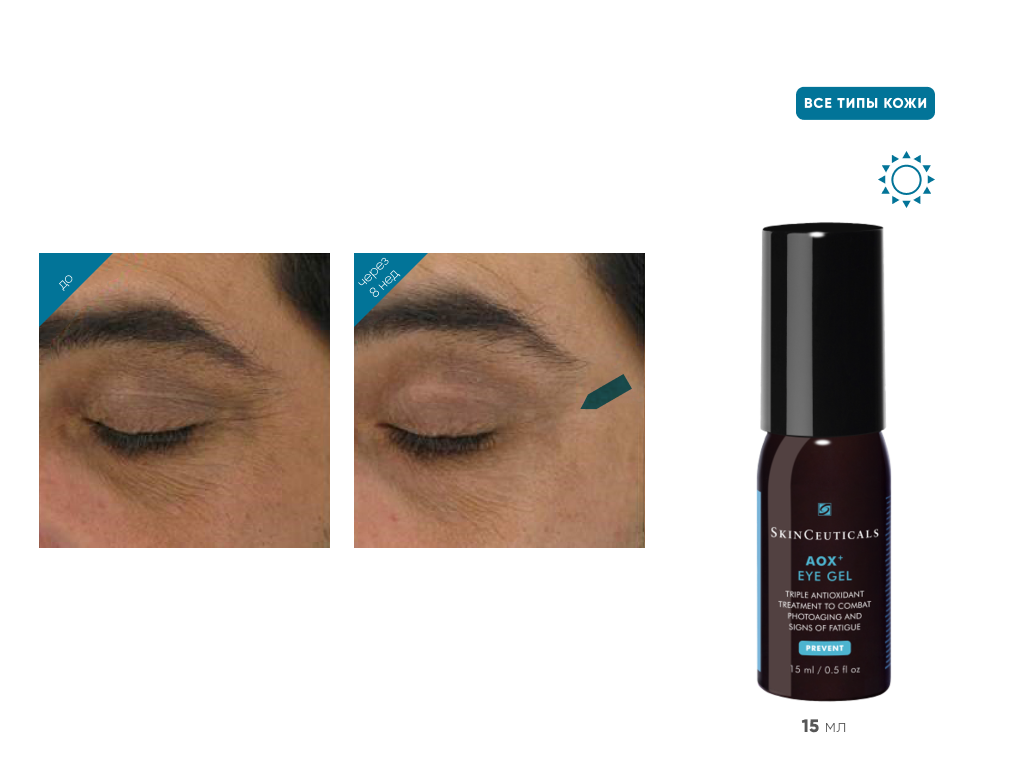 ВСЕ ТИПЫ КОЖИ
до
через
8 нед
SKINCEUTICALS
AOX+
EYE GEL
TRIPLE ANTIOXIDANT
TREATMENT TO COMBAT
PHOTOAGING AND
SIGNS OF FATIGUE
PREVENT
15 ml / 0.5 fl oz
15 мл